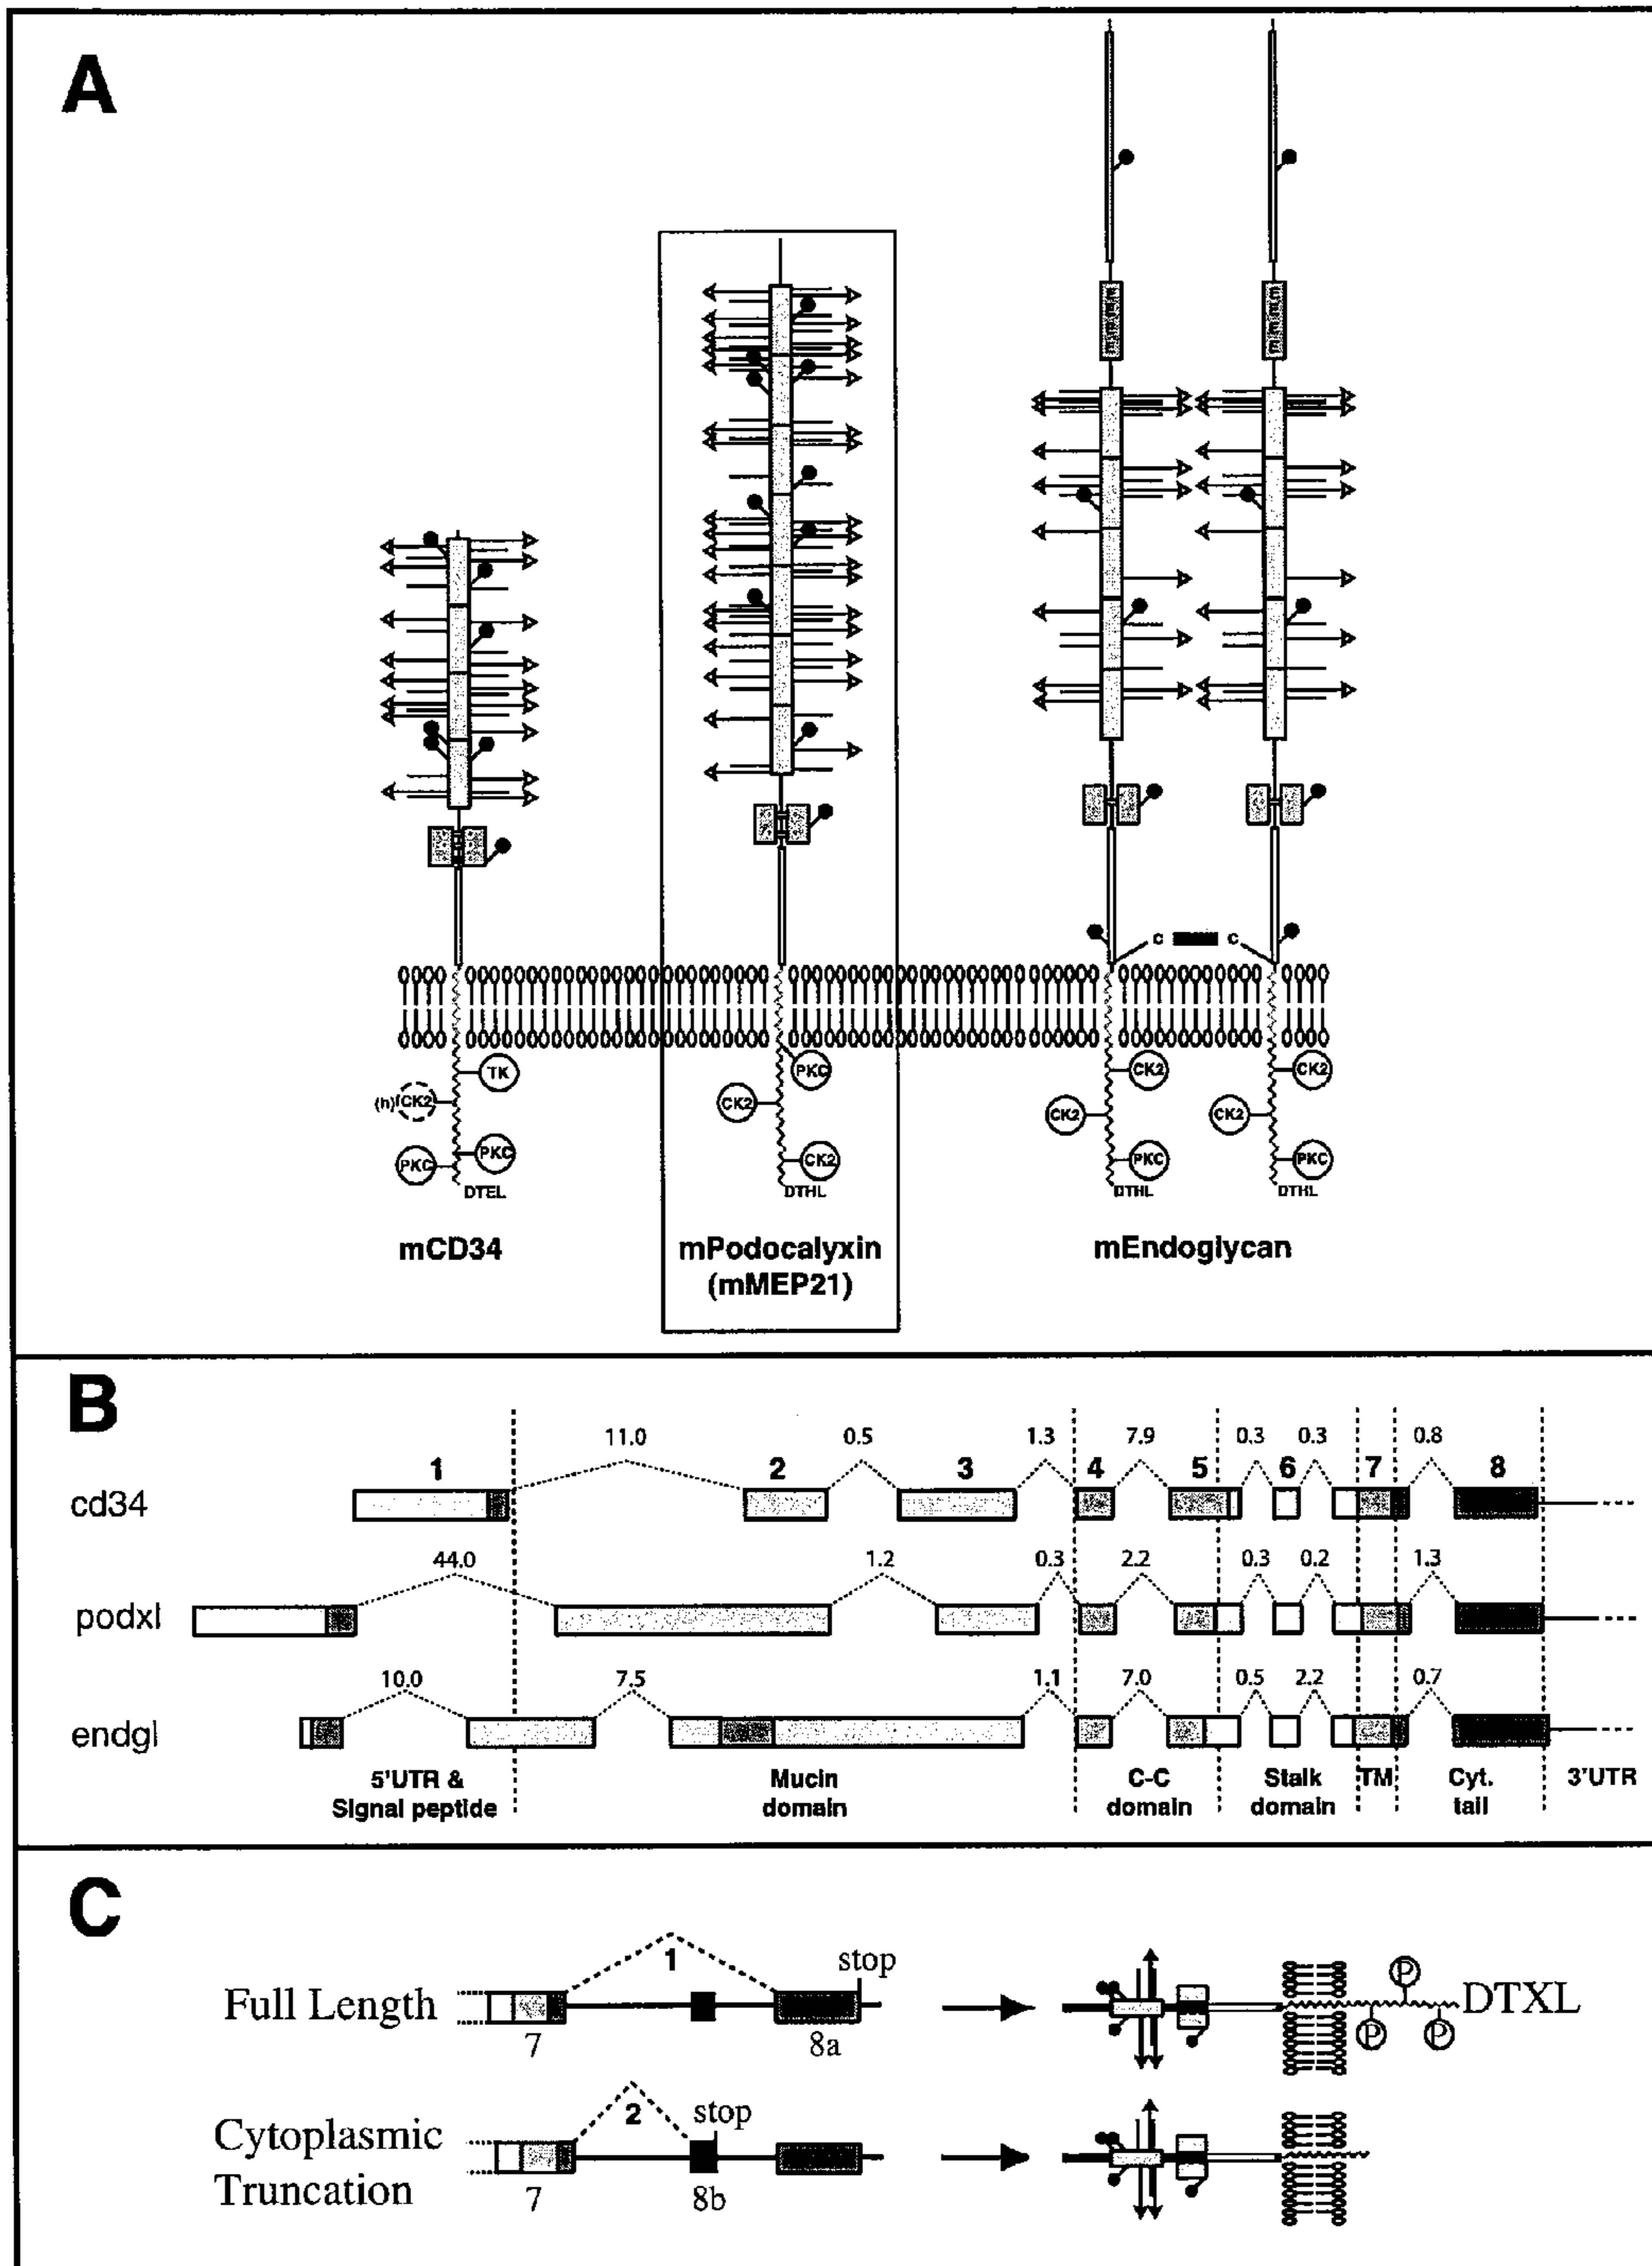 A
m m m m
m m m m
c c
TK
(h) CK2
PKC
PKC
DTEL
PKC
CK2
CK2
DTHL
CK2
CK2
PKC
DTHL
CK2
CK2
PKC
DTHL
mCD34
mPodocalyxin
(mMEP21)
mEndoglycan
B
11.0 0.5 1.3 7.9 0.3 0.3 0.8
1 2 3 4 5 6 7 8
cd34
44.0 1.2 0.3 2.2 0.3 0.2 1.3
podxl
10.0 7.5 1.1 7.0 0.5 2.2 0.7
endgl
5'UTR & Mucin C-C Stalk TM Cyt. 3'UTR
Signal peptide domain domain domain tail
C
1 stop
Full Length
7 8a
P
P P
DTXL
2 stop
Cytoplasmic
Truncation
7 8b